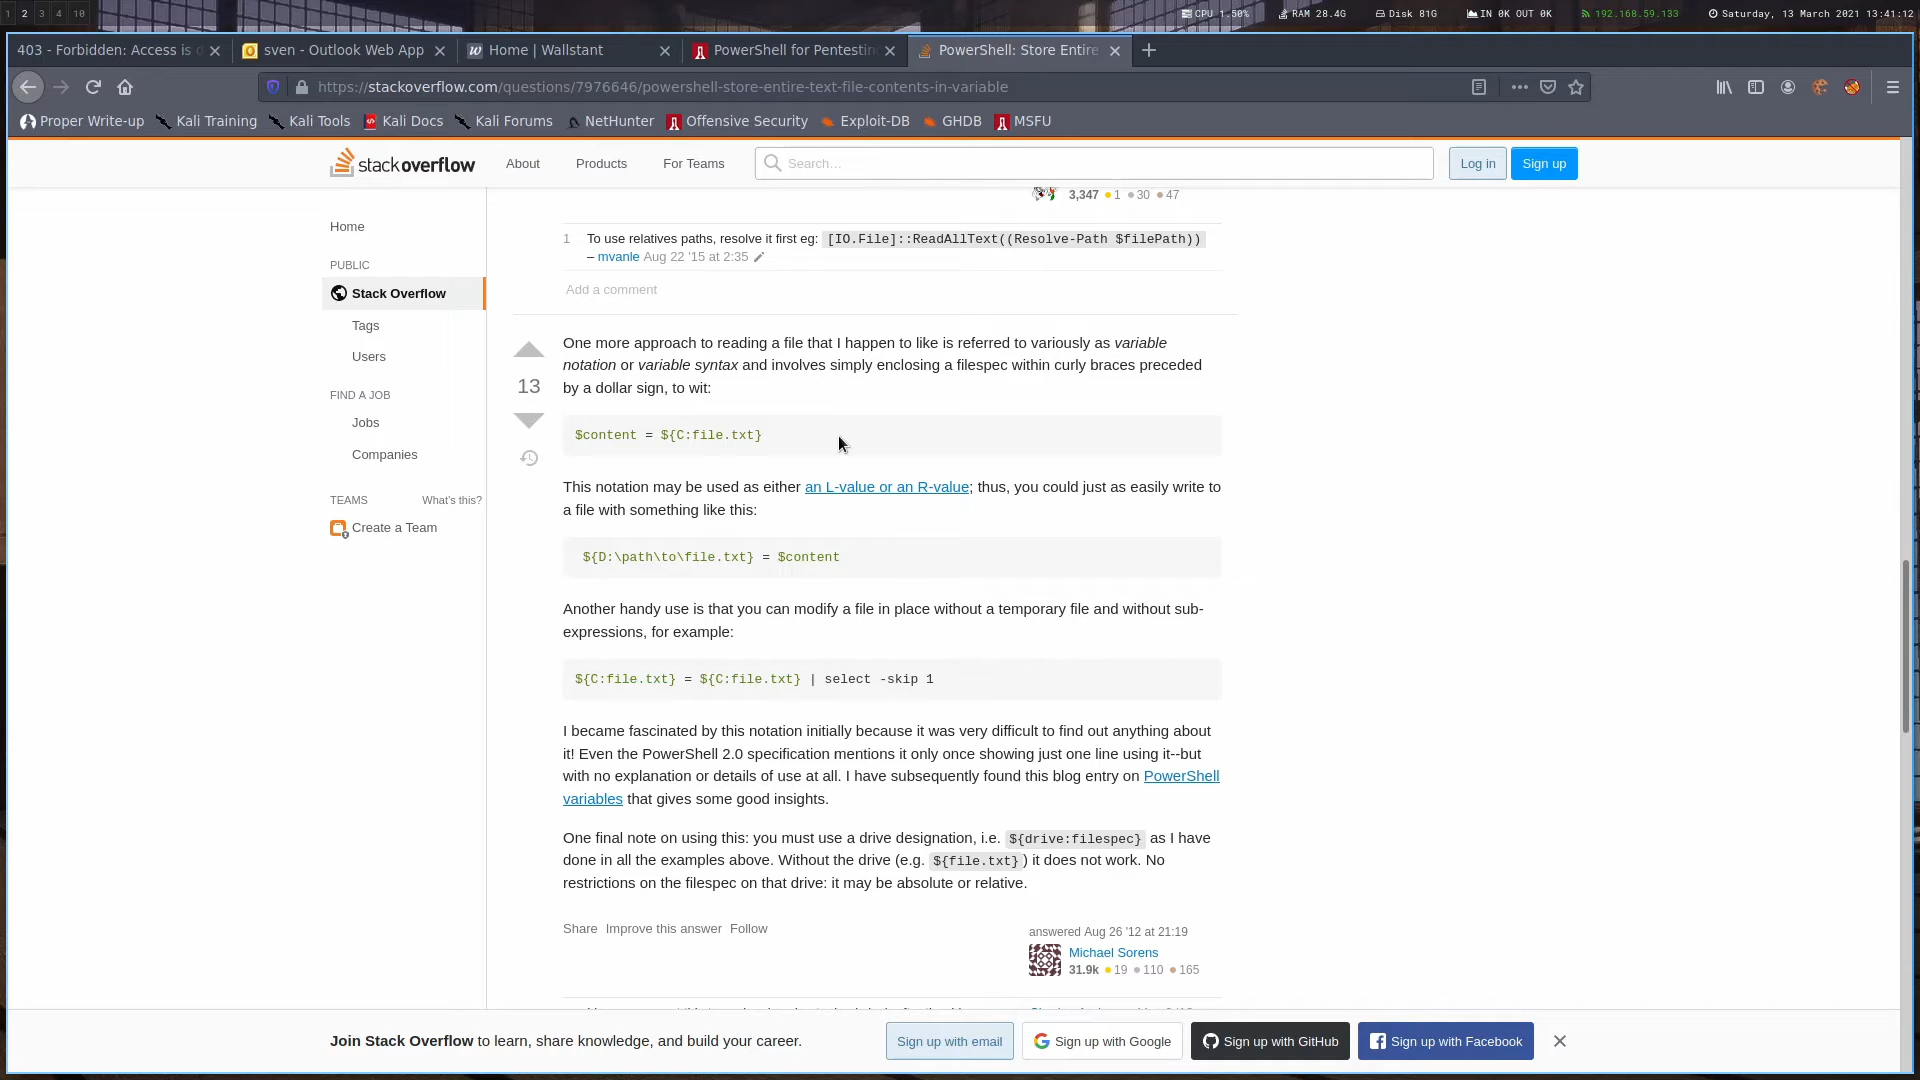 1 2 3 4 10
CPU 1.50% RAM 28.4G Disk 81G IN 0K OUT 0K 192.168.59.133 Saturday, 13 March 2021 13:41:12
403 - Forbidden: Access is d
sven - Outlook Web App
Home | Wallstant
PowerShell for Pentestin
PowerShell: Store Entire
https://stackoverflow.com/questions/7976646/powershell-store-entire-text-file-contents-in-variable
Proper Write-up Kali Training Kali Tools Kali Docs Kali Forums NetHunter Offensive Security Exploit-DB GHDB MSFU
stackoverflow About Products For Teams Search… Log in Sign up
3,347 1 30 47
Home
PUBLIC
Stack Overflow
Tags
Users
FIND A JOB
Jobs
Companies
TEAMS What's this?
Create a Team
1 To use relatives paths, resolve it first eg: [IO.File]::ReadAllText((Resolve-Path $filePath))
– mvanle Aug 22 '15 at 2:35
Add a comment
13
One more approach to reading a file that I happen to like is referred to variously as variable
notation or variable syntax and involves simply enclosing a filespec within curly braces preceded
by a dollar sign, to wit:
$content = ${C:file.txt}
This notation may be used as either an L-value or an R-value; thus, you could just as easily write to
a file with something like this:
${D:\path\to\file.txt} = $content
Another handy use is that you can modify a file in place without a temporary file and without sub-
expressions, for example:
${C:file.txt} = ${C:file.txt} | select -skip 1
I became fascinated by this notation initially because it was very difficult to find out anything about
it! Even the PowerShell 2.0 specification mentions it only once showing just one line using it--but
with no explanation or details of use at all. I have subsequently found this blog entry on PowerShell
variables that gives some good insights.
One final note on using this: you must use a drive designation, i.e. ${drive:filespec} as I have
done in all the examples above. Without the drive (e.g. ${file.txt}) it does not work. No
restrictions on the filespec on that drive: it may be absolute or relative.
Share Improve this answer Follow
answered Aug 26 '12 at 21:19
Michael Sorens
31.9k 19 110 165
Join Stack Overflow to learn, share knowledge, and build your career.
Sign up with email
Sign up with Google
Sign up with GitHub
Sign up with Facebook